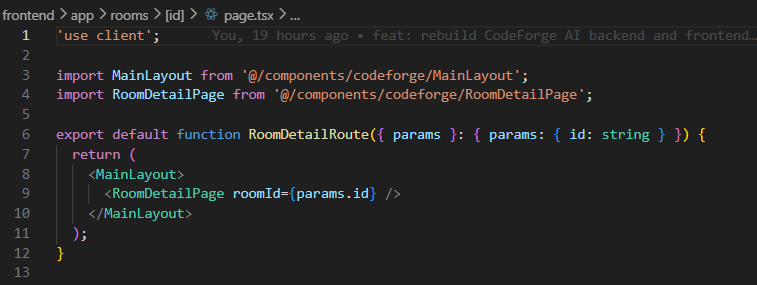 frontend > app > rooms > [id] > page.tsx > ...
1 'use client'; You, 19 hours ago • feat: rebuild CodeForge AI backend and frontend...
2
3 import MainLayout from '@/components/codeforge/MainLayout';
4 import RoomDetailPage from '@/components/codeforge/RoomDetailPage';
5
6 export default function RoomDetailRoute({ params }: { params: { id: string } }) {
7   return (
8     <MainLayout>
9       <RoomDetailPage roomId={params.id} />
10     </MainLayout>
11   );
12 }
13